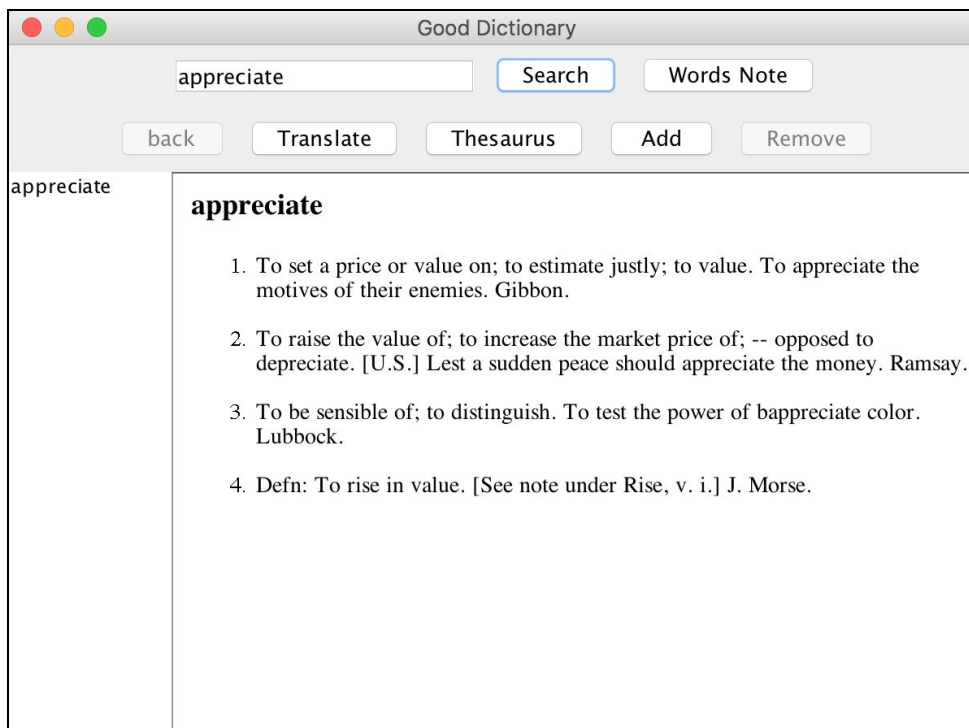 Good Dictionary
appreciate Search Words Note
back Translate Thesaurus Add Remove
appreciate
appreciate
1. To set a price or value on; to estimate justly; to value. To appreciate the
motives of their enemies. Gibbon.
2. To raise the value of; to increase the market price of; -- opposed to
depreciate. [U.S.] Lest a sudden peace should appreciate the money. Ramsay.
3. To be sensible of; to distinguish. To test the power of bappreciate color.
Lubbock.
4. Defn: To rise in value. [See note under Rise, v. i.] J. Morse.